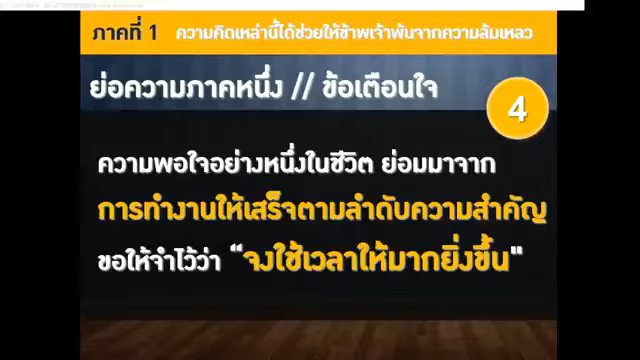 ภาคที่ 1 ความคิดเหล่านี้ได้ช่วยให้ข้าพเจ้าพ้นจากความล้มเหลว
ย่อความภาคหนึ่ง // ข้อเตือนใจ
4
ความพอใจอย่างหนึ่งในชีวิต ย่อมมาจาก
การทำงานให้เสร็จตามลำดับความสำคัญ
ขอให้จำไว้ว่า “จงใช้เวลาให้มากยิ่งขึ้น"